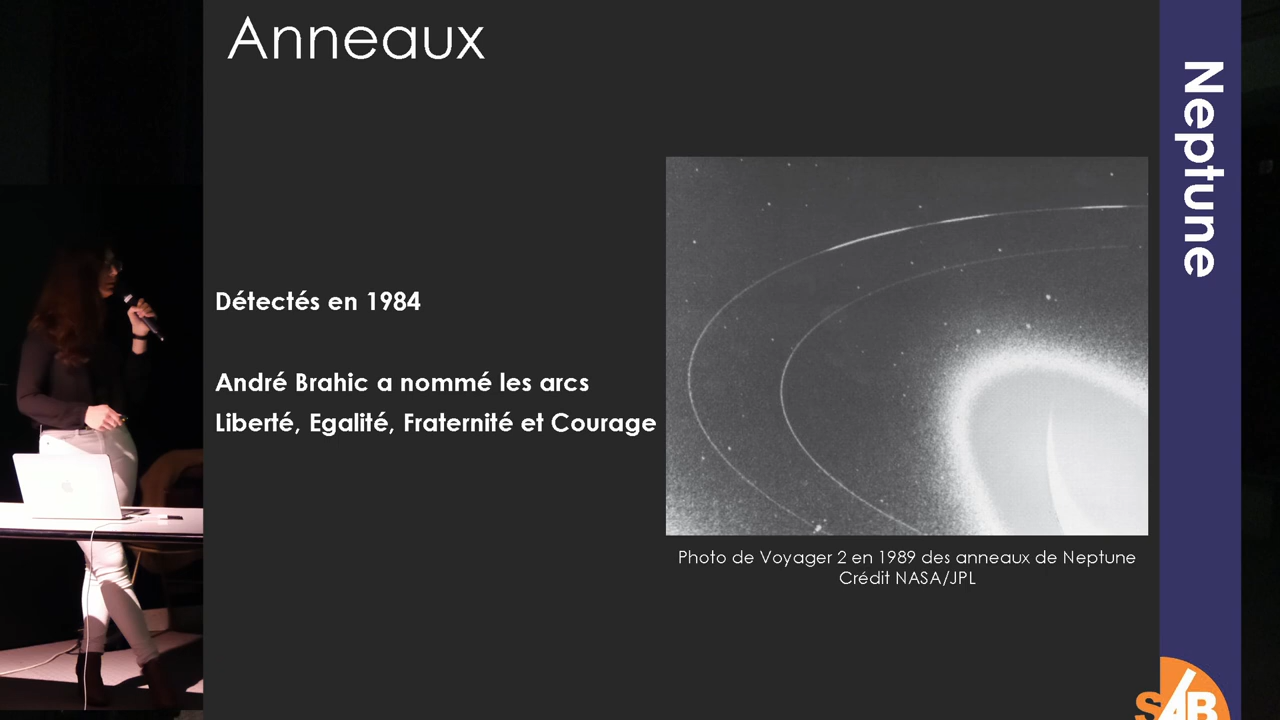 Anneaux
Neptune
Détectés en 1984
André Brahic a nommé les arcs
Liberté, Egalité, Fraternité et Courage
Photo de Voyager 2 en 1989 des anneaux de Neptune
Crédit NASA/JPL
SAB